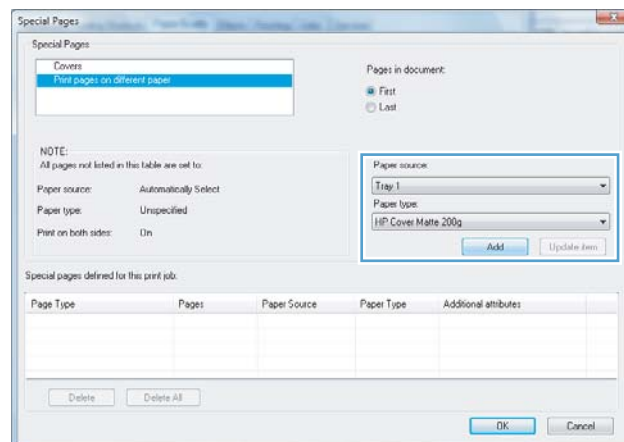 Special Pages
Special Pages
Covers
Print pages on different paper
Pages in document:
First
Last
NOTE:
All pages not listed in this table are set to:
Paper source: Automatically Select
Paper type: Unspecified
Print on both sides: On
Paper source:
Tray 1
Paper type:
HP Cover Matte 200g
Add Update item
Special pages defined for this print job:
Page Type Pages Paper Source Paper Type Additional attributes
Delete Delete All
OK Cancel